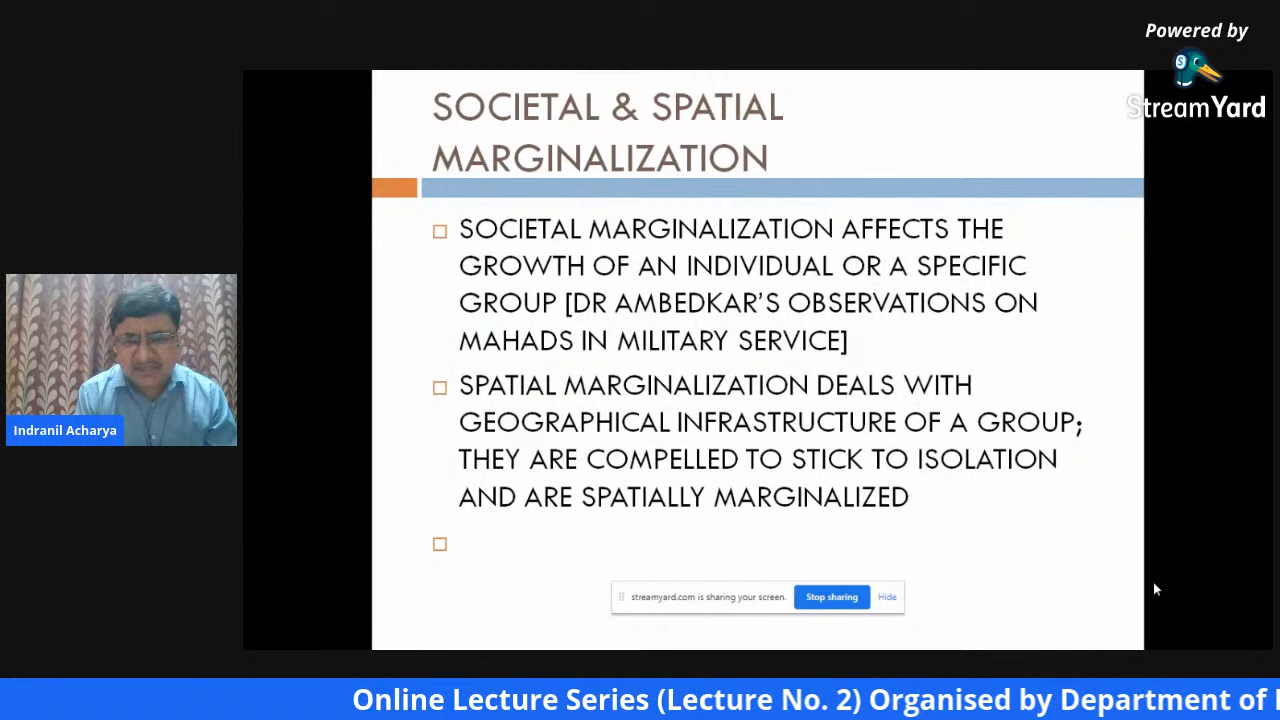 Powered by
StreamYard
SOCIETAL & SPATIAL
MARGINALIZATION
SOCIETAL MARGINALIZATION AFFECTS THE
GROWTH OF AN INDIVIDUAL OR A SPECIFIC
GROUP [DR AMBEDKAR’S OBSERVATIONS ON
MAHADS IN MILITARY SERVICE]
SPATIAL MARGINALIZATION DEALS WITH
GEOGRAPHICAL INFRASTRUCTURE OF A GROUP;
THEY ARE COMPELLED TO STICK TO ISOLATION
AND ARE SPATIALLY MARGINALIZED
Indranil Acharya
streamyard.com is sharing your screen. Stop sharing Hide
Online Lecture Series (Lecture No. 2) Organised by Department of